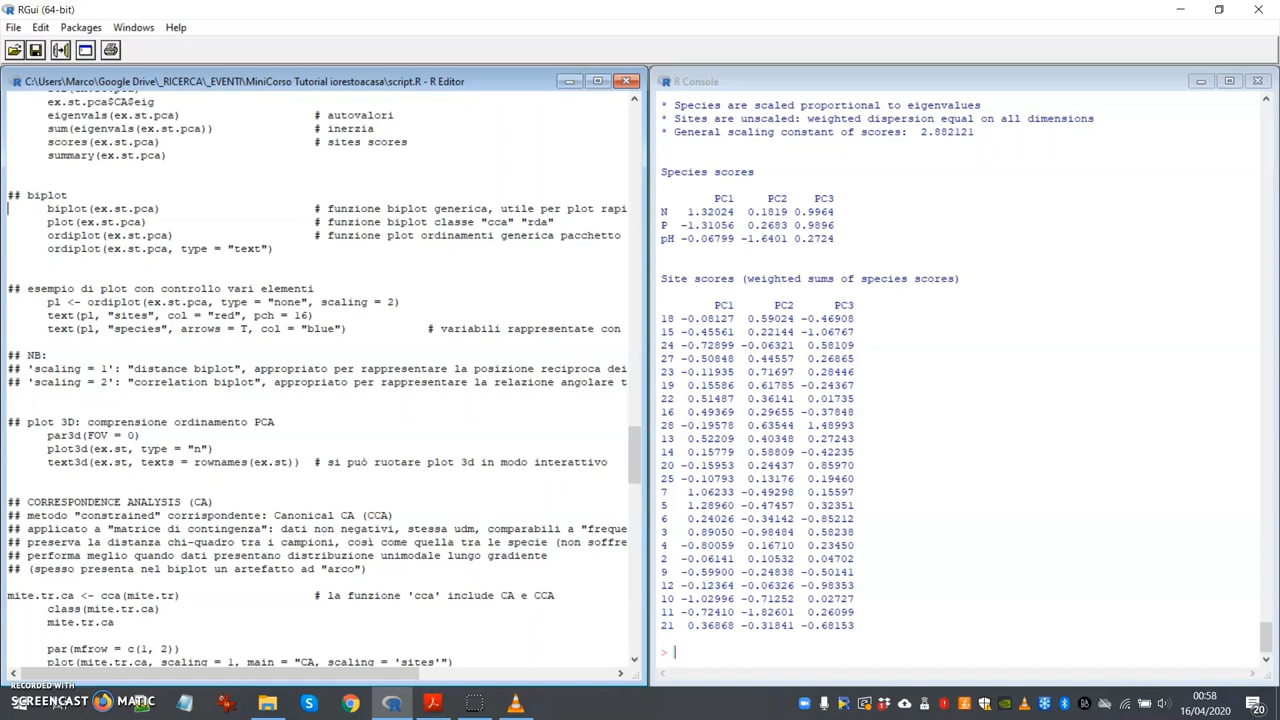 RGui (64-bit)
File Edit Packages Windows Help
C:\Users\Marco\Google Drive\_RICERCA\_EVENTI\MiniCorso Tutorial iorestoacasa\script.R - R Editor
ex.st.pca$CA$eig
eigenvals(ex.st.pca) # autovalori
sum(eigenvals(ex.st.pca)) # inerzia
scores(ex.st.pca) # sites scores
summary(ex.st.pca)
## biplot
biplot(ex.st.pca) # funzione biplot generica, utile per plot rapi
plot(ex.st.pca) # funzione biplot classe "cca" "rda"
ordiplot(ex.st.pca) # funzione plot ordinamenti generica pacchetto
ordiplot(ex.st.pca, type = "text")
## esempio di plot con controllo vari elementi
pl <- ordiplot(ex.st.pca, type = "none", scaling = 2)
text(pl, "sites", col = "red", pch = 16)
text(pl, "species", arrows = T, col = "blue") # variabili rappresentate con
## NB:
## 'scaling = 1': "distance biplot", appropriato per rappresentare la posizione reciproca dei
## 'scaling = 2': "correlation biplot", appropriato per rappresentare la relazione angolare t
## plot 3D: comprensione ordinamento PCA
par3d(FOV = 0)
plot3d(ex.st, type = "n")
text3d(ex.st, texts = rownames(ex.st)) # si può ruotare plot 3d in modo interattivo
## CORRESPONDENCE ANALYSIS (CA)
## metodo "constrained" corrispondente: Canonical CA (CCA)
## applicato a "matrice di contingenza": dati non negativi, stessa udm, comparabili a "freque
## preserva la distanza chi-quadro tra i campioni, così come quella tra le specie (non soffre
## performa meglio quando dati presentano distribuzione unimodale lungo gradiente
## (spesso presenta nel biplot un artefatto ad "arco")
mite.tr.ca <- cca(mite.tr) # la funzione 'cca' include CA e CCA
class(mite.tr.ca)
mite.tr.ca
par(mfrow = c(1, 2))
plot(mite.tr.ca, scaling = 1, main = "CA, scaling = 'sites'")
R Console
* Species are scaled proportional to eigenvalues
* Sites are unscaled: weighted dispersion equal on all dimensions
* General scaling constant of scores: 2.882121
Species scores
PC1 PC2 PC3
N 1.32024 0.1819 0.9964
P -1.31056 0.2683 0.9896
pH -0.06799 -1.6401 0.2724
Site scores (weighted sums of species scores)
PC1 PC2 PC3
18 -0.08127 0.59024 -0.46908
15 -0.45561 0.22144 -1.06767
24 -0.72899 -0.06321 0.58109
27 -0.50848 0.44557 0.26865
23 -0.11935 0.71697 0.28446
19 0.15586 0.61785 -0.24367
22 0.51487 0.36141 0.01735
16 0.49369 0.29655 -0.37848
28 -0.19578 0.63544 1.48993
13 0.52209 0.40348 0.27243
14 0.15779 0.58809 -0.42235
20 -0.15953 0.24437 0.85970
25 -0.10793 0.13176 0.19460
7 1.06233 -0.49298 0.15597
5 1.28960 -0.47457 0.32351
6 0.24026 -0.34142 -0.85212
3 0.89050 -0.98484 0.58238
4 -0.80059 0.16710 0.23450
2 -0.06141 0.10532 0.04702
9 -0.59900 -0.24838 -0.50141
12 -0.12364 -0.06326 -0.98353
10 -1.02996 -0.71252 0.02727
11 -0.72410 -1.82601 0.26099
21 0.36868 -0.31841 -0.68153
>
RECORDED WITH
SCREENCAST MATIC
00:58
16/04/2020
20